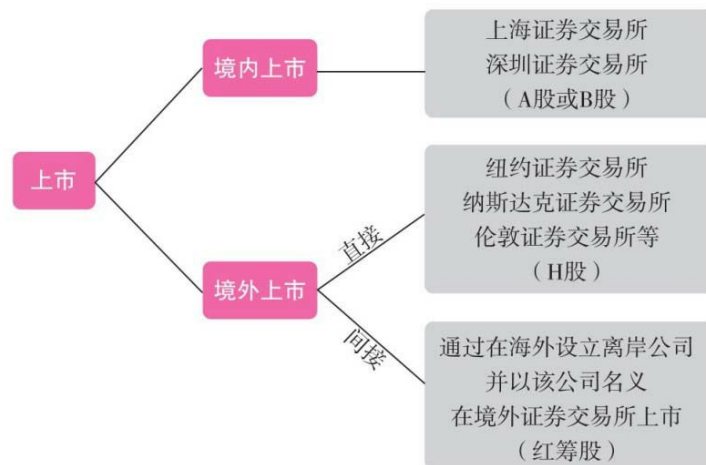 上市
境内上市
上海证券交易所
深圳证券交易所
（A股或B股）
境外上市
直接
纽约证券交易所
纳斯达克证券交易所
伦敦证券交易所等
（H股）
间接
通过在海外设立离岸公司
并以该公司名义
在境外证券交易所上市
（红筹股）